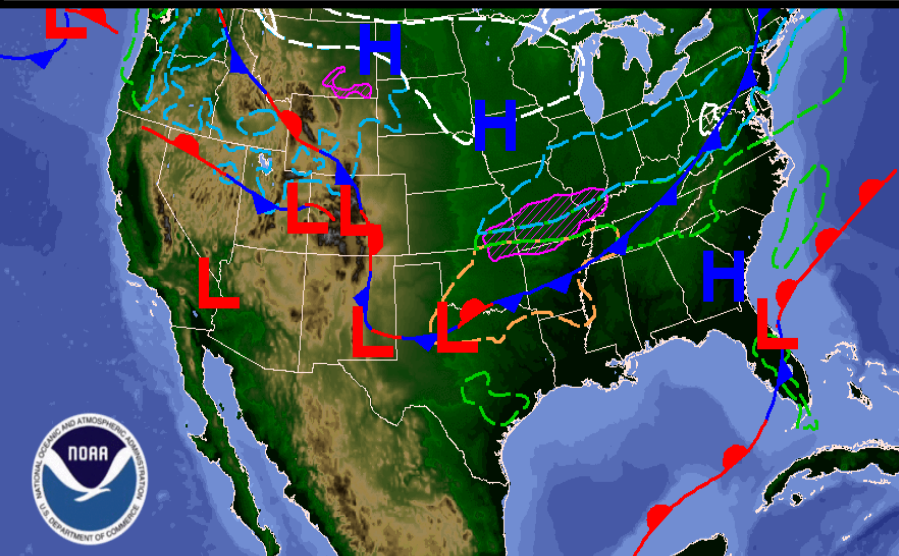 L
H
H
L
L
H
L
L
L
L
NATIONAL OCEANIC AND ATMOSPHERIC ADMINISTRATION
NOAA
U.S. DEPARTMENT OF COMMERCE